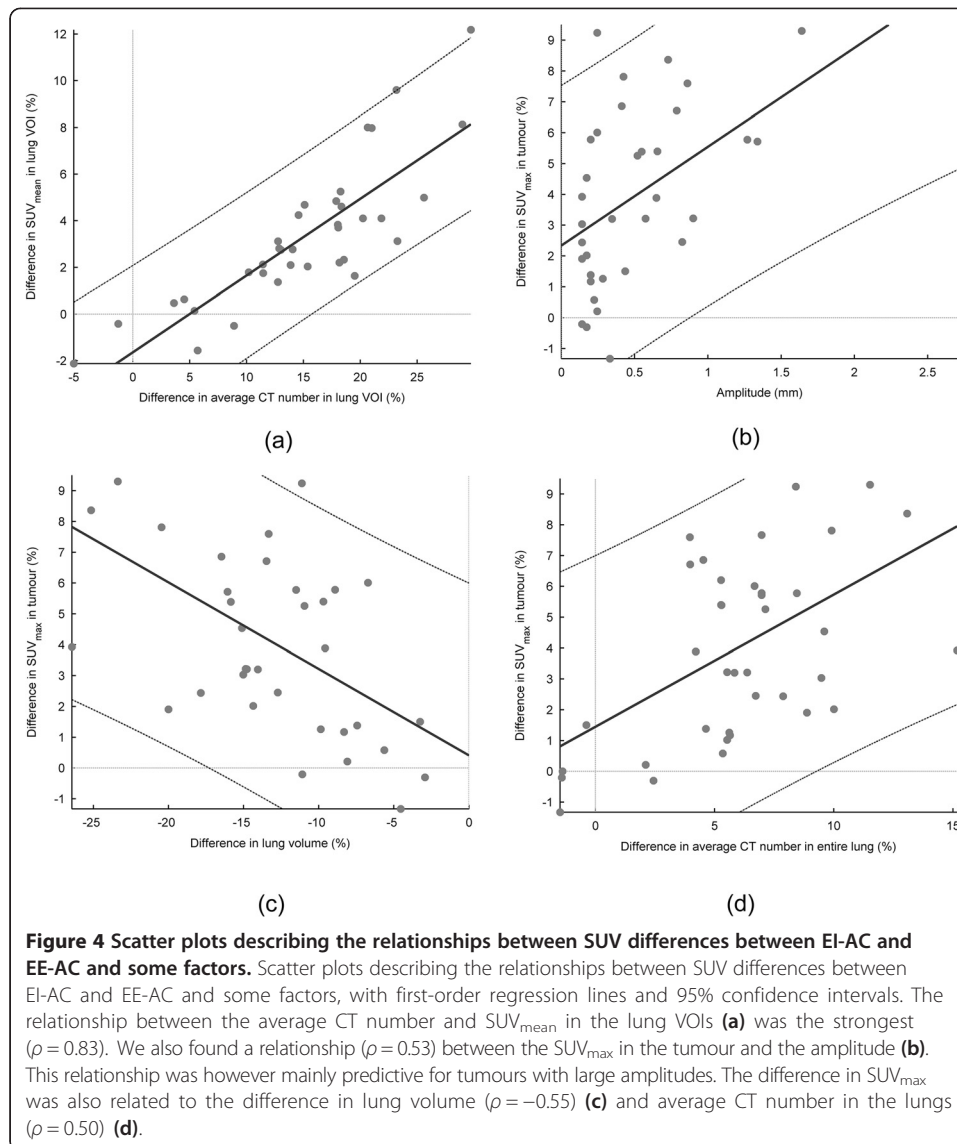 12
10
8
6
4
2
0
-2
Difference in SUVmean in lung VOI (%)
-5 0 5 10 15 20 25
Difference in average CT number in lung VOI (%)
(a)
9
8
7
6
5
4
3
2
1
0
-1
Difference in SUVmax in tumour (%)
0 0.5 1 1.5 2 2.5
Amplitude (mm)
(b)
9
8
7
6
5
4
3
2
1
0
-1
Difference in SUVmax in tumour (%)
-25 -20 -15 -10 -5 0
Difference in lung volume (%)
(c)
9
8
7
6
5
4
3
2
1
0
-1
Difference in SUVmax in tumour (%)
0 5 10 15
Difference in average CT number in entire lung (%)
(d)
Figure 4 Scatter plots describing the relationships between SUV differences between EI-AC and
EE-AC and some factors. Scatter plots describing the relationships between SUV differences between
EI-AC and EE-AC and some factors, with first-order regression lines and 95% confidence intervals. The
relationship between the average CT number and SUVmean in the lung VOIs (a) was the strongest
(ρ = 0.83). We also found a relationship (ρ = 0.53) between the SUVmax in the tumour and the amplitude (b).
This relationship was however mainly predictive for tumours with large amplitudes. The difference in SUVmax
was also related to the difference in lung volume (ρ = −0.55) (c) and average CT number in the lungs
(ρ = 0.50) (d).